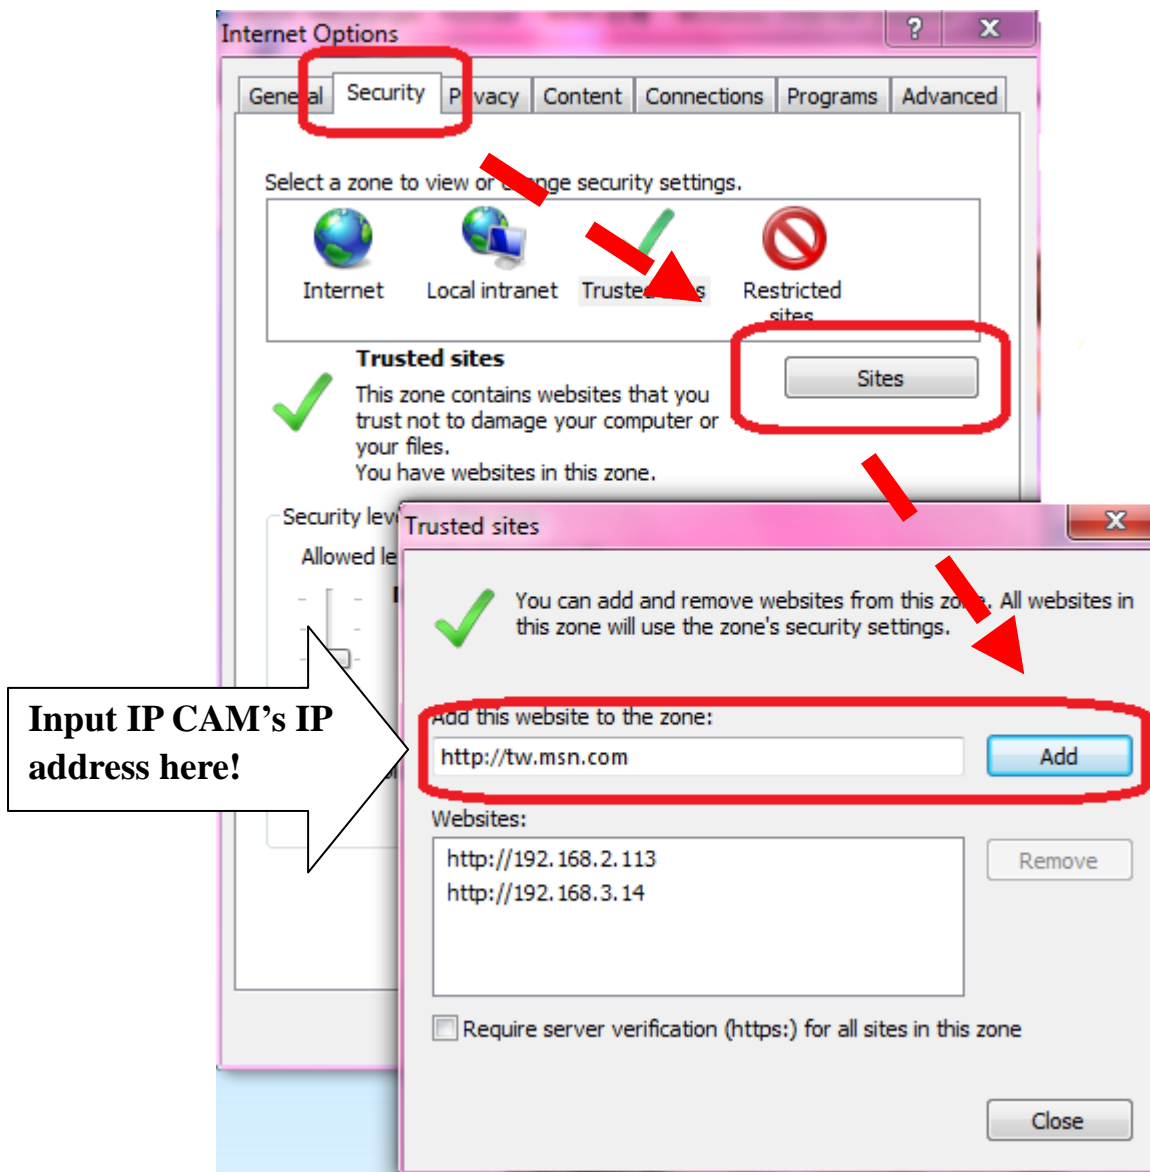 Internet Options
?
X
General Security Privacy Content Connections Programs Advanced
Select a zone to view or change security settings.
Internet Local intranet Trusted sites Restricted
sites
Trusted sites
Sites
This zone contains websites that you
trust not to damage your computer or
your files.
You have websites in this zone.
Security
Allowed
Trusted sites
X
You can add and remove websites from this zone. All websites in
this zone will use the zone's security settings.
Input IP CAM’s IP
address here!
Add this website to the zone:
http://tw.msn.com
Add
Websites:
http://192.168.2.113
http://192.168.3.14
Remove
Require server verification (https:) for all sites in this zone
Close